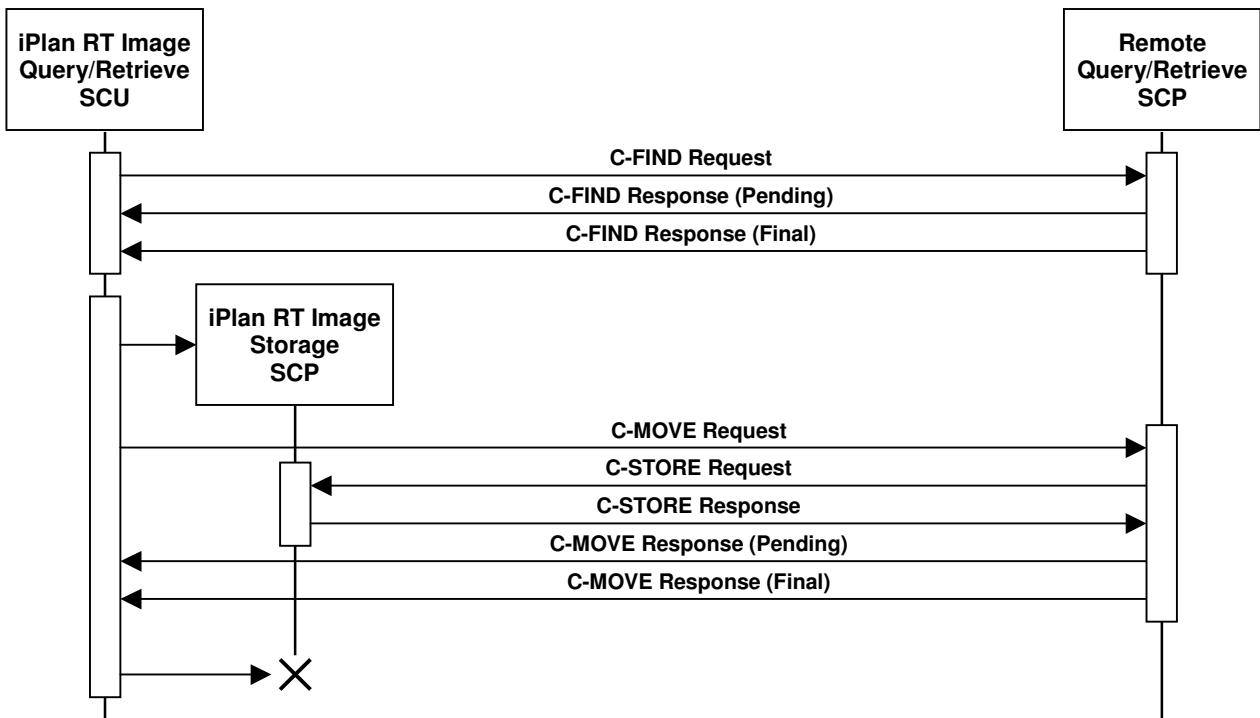 iPlan RT Image
Query/Retrieve
SCU
Remote
Query/Retrieve
SCP
C-FIND Request
C-FIND Response (Pending)
C-FIND Response (Final)
iPlan RT Image
Storage
SCP
C-MOVE Request
C-STORE Request
C-STORE Response
C-MOVE Response (Pending)
C-MOVE Response (Final)